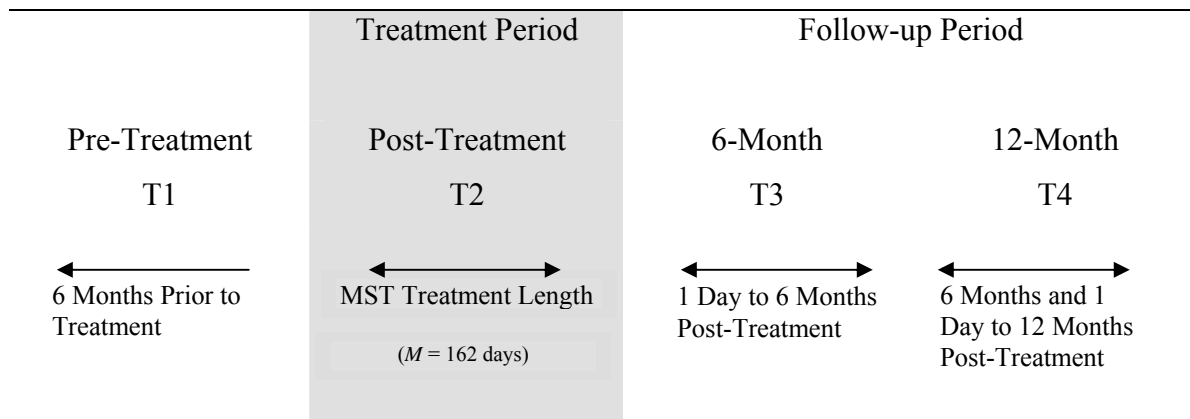 Treatment Period
Follow-up Period
Pre-Treatment
Post-Treatment
6-Month
12-Month
T1
T2
T3
T4
6 Months Prior to
Treatment
MST Treatment Length
(M = 162 days)
1 Day to 6 Months
Post-Treatment
6 Months and 1
Day to 12 Months
Post-Treatment